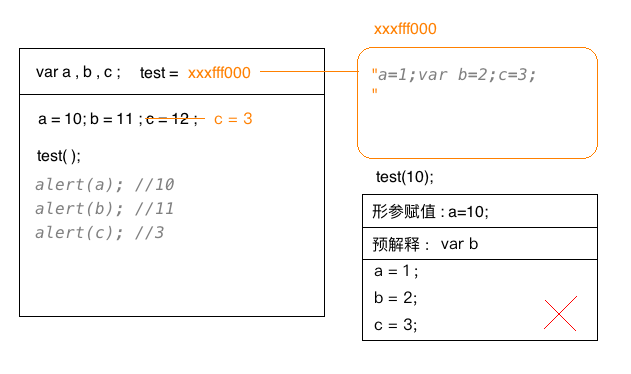 xxxfff000
var a , b , c ; test = xxxfff000
"a=1;var b=2;c=3;
"
a = 10; b = 11 ; c = 12 ; c = 3
test( );
alert(a); //10
alert(b); //11
alert(c); //3
test(10);
形参赋值 : a=10;
预解释 : var b
a = 1 ;
b = 2;
c = 3;